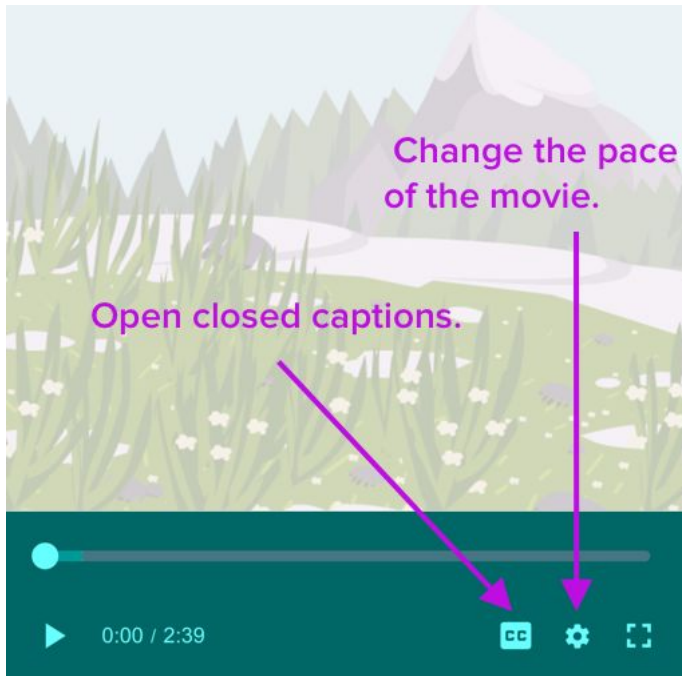 Change the pace
of the movie.
Open closed captions.
0:00 / 2:39
CC